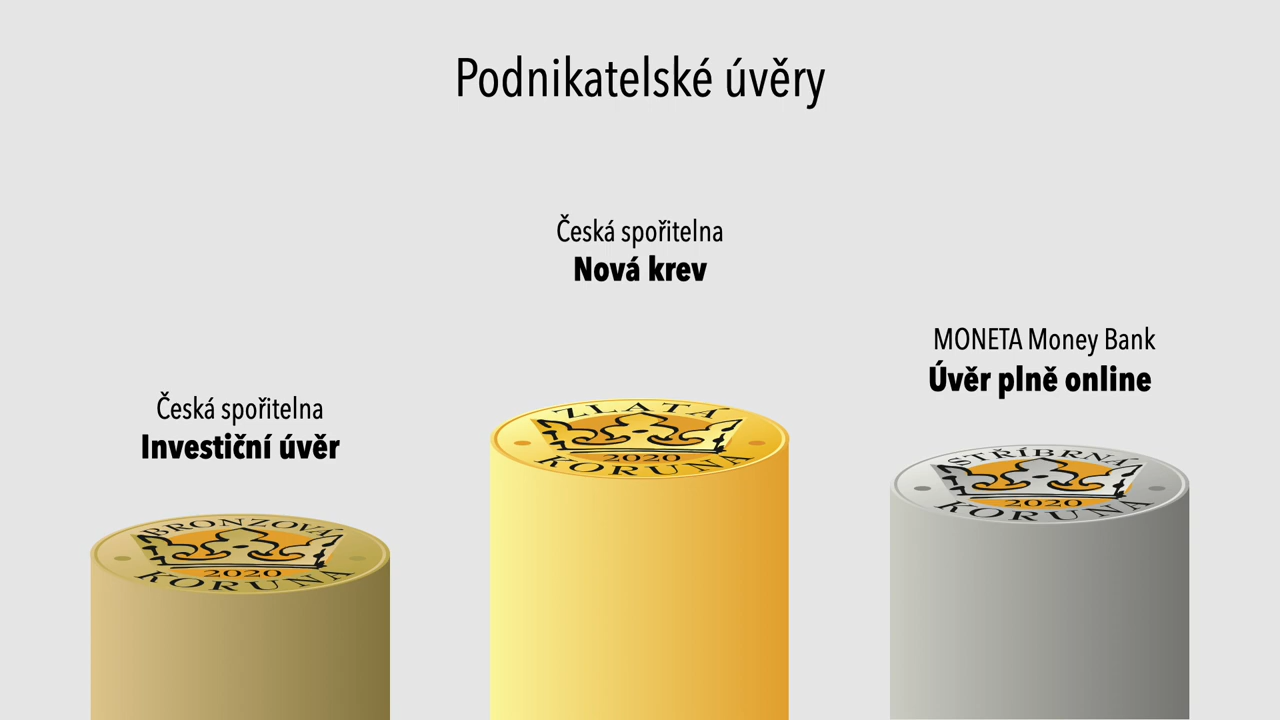 Podnikatelské úvěry
Česká spořitelna
Nová krev
MONETA Money Bank
Úvěr plně online
Česká spořitelna
Investiční úvěr
ZLATÁ
2020
KORUNA
STŘÍBRNÁ
2020
KORUNA
BRONZOVÁ
2020
KORUNA